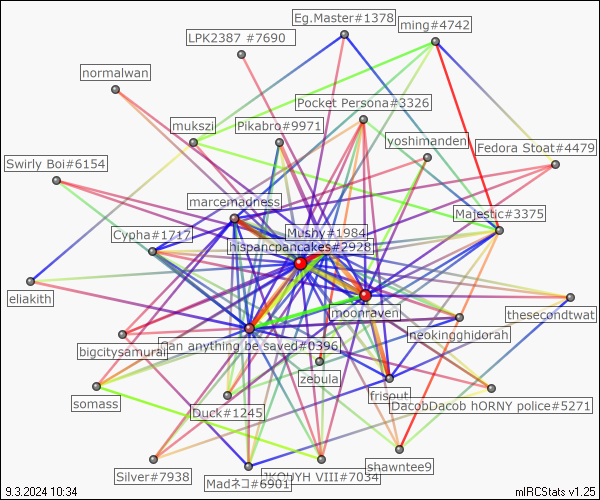 Eg.Master#1378
ming#4742
LPK2387 #7690
normalwan
Pocket Persona#3326
mukszi
Pikabro#9971
yoshimanden
Fedora Stoat#4479
Swirly Boi#6154
marcemadness
Majestic#3375
Cypha#1717
Mushy#1984
hispancpancakes#2928
eliakith
moonraven
thesecondtwat
neokingghidorah
bigcitysamurai
can anything be saved#0396
zebula
somass
frisout
Duck#1245
DacobDacob hORNY police#5271
shawntee9
Silver#7938
VIII#7034
Madネコ#6901
9.3.2024 10:34
mIRCStats v1.25